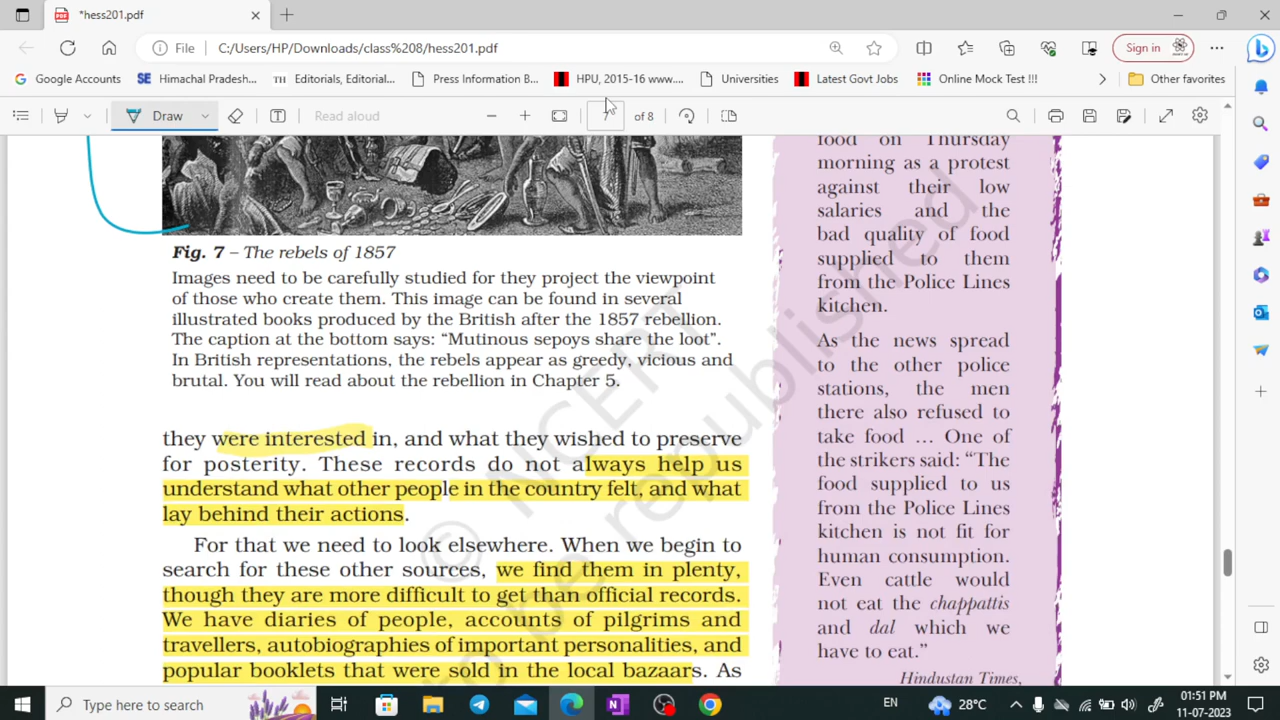 *hess201.pdf
File C:/Users/HP/Downloads/class%208/hess201.pdf
Sign in
Google Accounts SE Himachal Pradesh... TH Editorials, Editorial... Press Information B... HPU, 2015-16 www.... Universities Latest Govt Jobs Online Mock Test !!! Other favorites
Draw Read aloud 7 of 8
Fig. 7 – The rebels of 1857
Images need to be carefully studied for they project the viewpoint
of those who create them. This image can be found in several
illustrated books produced by the British after the 1857 rebellion.
The caption at the bottom says: “Mutinous sepoys share the loot”.
In British representations, the rebels appear as greedy, vicious and
brutal. You will read about the rebellion in Chapter 5.
they were interested in, and what they wished to preserve
for posterity. These records do not always help us
understand what other people in the country felt, and what
lay behind their actions.
For that we need to look elsewhere. When we begin to
search for these other sources, we find them in plenty,
though they are more difficult to get than official records.
We have diaries of people, accounts of pilgrims and
travellers, autobiographies of important personalities, and
popular booklets that were sold in the local bazaars. As
food on Thursday
morning as a protest
against their low
salaries and the
bad quality of food
supplied to them
from the Police Lines
kitchen.
As the news spread
to the other police
stations, the men
there also refused to
take food … One of
the strikers said: “The
food supplied to us
from the Police Lines
kitchen is not fit for
human consumption.
Even cattle would
not eat the chappattis
and dal which we
have to eat.”
Hindustan Times,
© NCERT
to be republished
Type here to search
EN 28°C 01:51 PM
11-07-2023